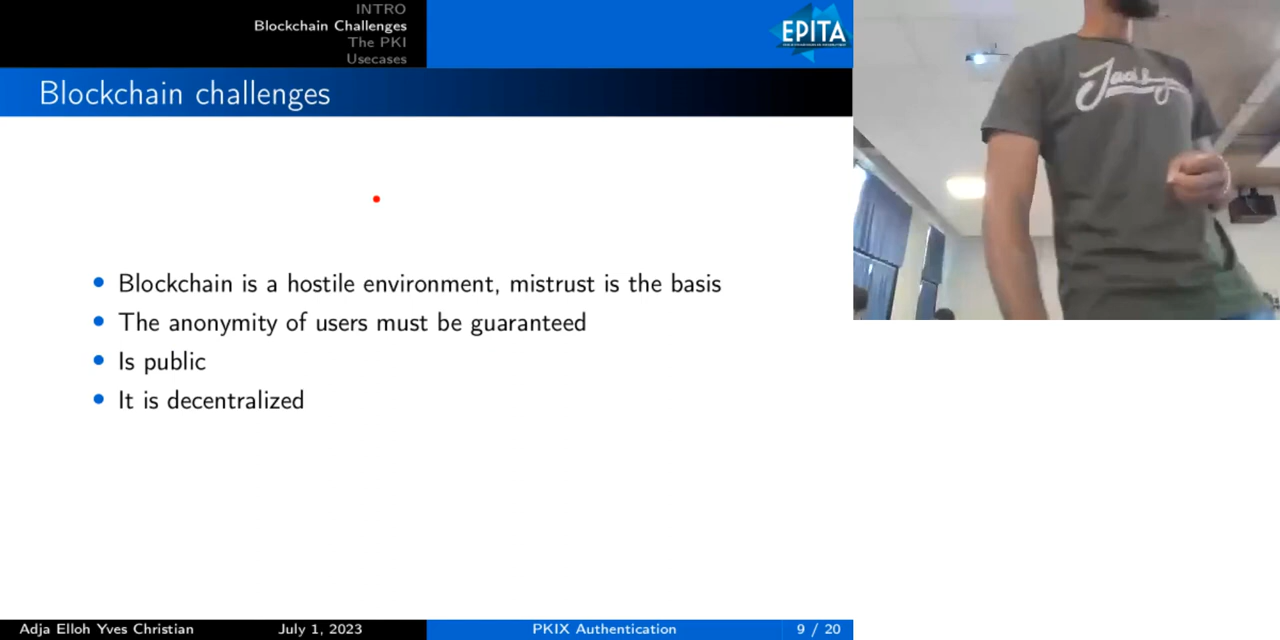 INTRO
Blockchain Challenges
The PKI
Usecases
EPITA
Blockchain challenges
Blockchain is a hostile environment, mistrust is the basis
The anonymity of users must be guaranteed
Is public
It is decentralized
Adja Elloh Yves Christian July 1, 2023 PKIX Authentication 9 / 20